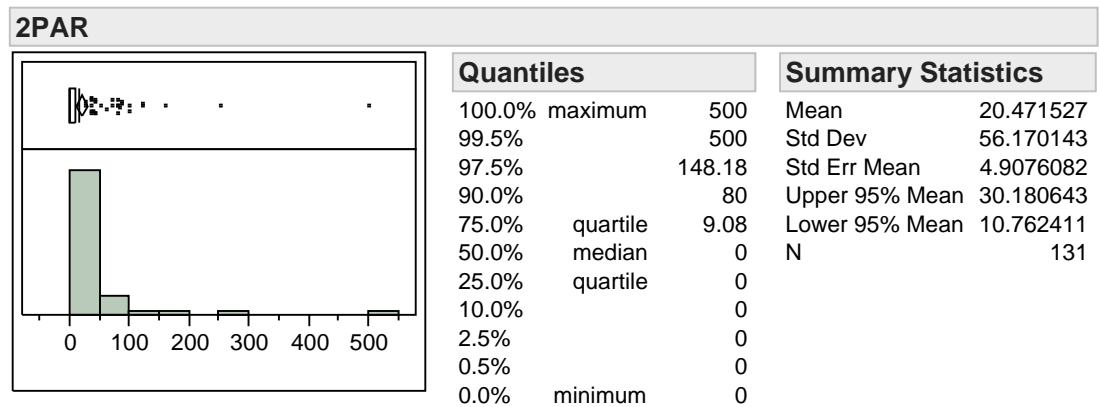 2PAR
0 100 200 300 400 500
Quantiles
100.0% maximum 500
99.5% 500
97.5% 148.18
90.0% 80
75.0% quartile 9.08
50.0% median 0
25.0% quartile 0
10.0% 0
2.5% 0
0.5% 0
0.0% minimum 0
Summary Statistics
Mean 20.471527
Std Dev 56.170143
Std Err Mean 4.9076082
Upper 95% Mean 30.180643
Lower 95% Mean 10.762411
N 131